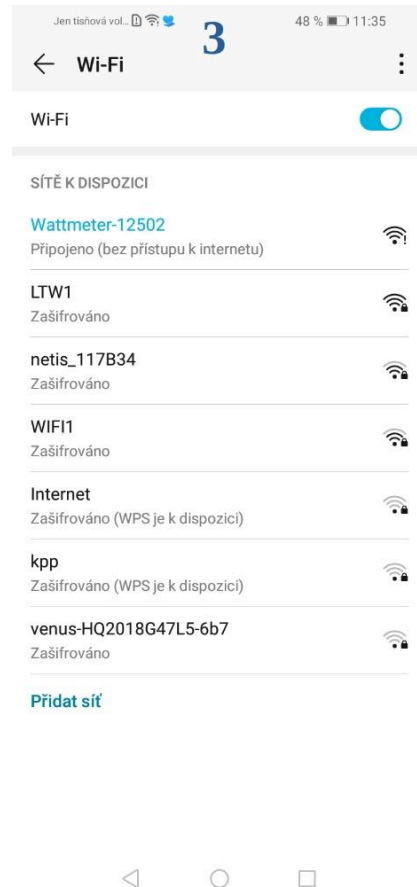 Jen tísňová vol... 48 % 11:35
3
Wi-Fi
Wi-Fi
SÍTĚ K DISPOZICI
Wattmeter-12502
Připojeno (bez přístupu k internetu)
LTW1
Zašifrováno
netis_117B34
Zašifrováno
WIFI1
Zašifrováno
Internet
Zašifrováno (WPS je k dispozici)
kpp
Zašifrováno (WPS je k dispozici)
venus-HQ2018G47L5-6b7
Zašifrováno
Přidat síť